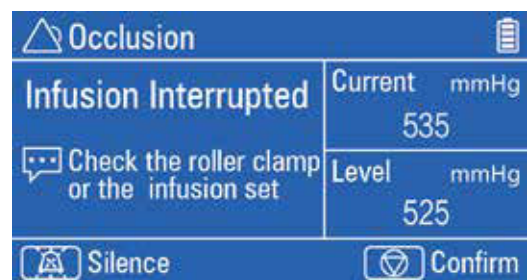 Occlusion
Infusion Interrupted
Check the roller clamp
or the infusion set
Current mmHg
535
Level mmHg
525
Silence
Confirm